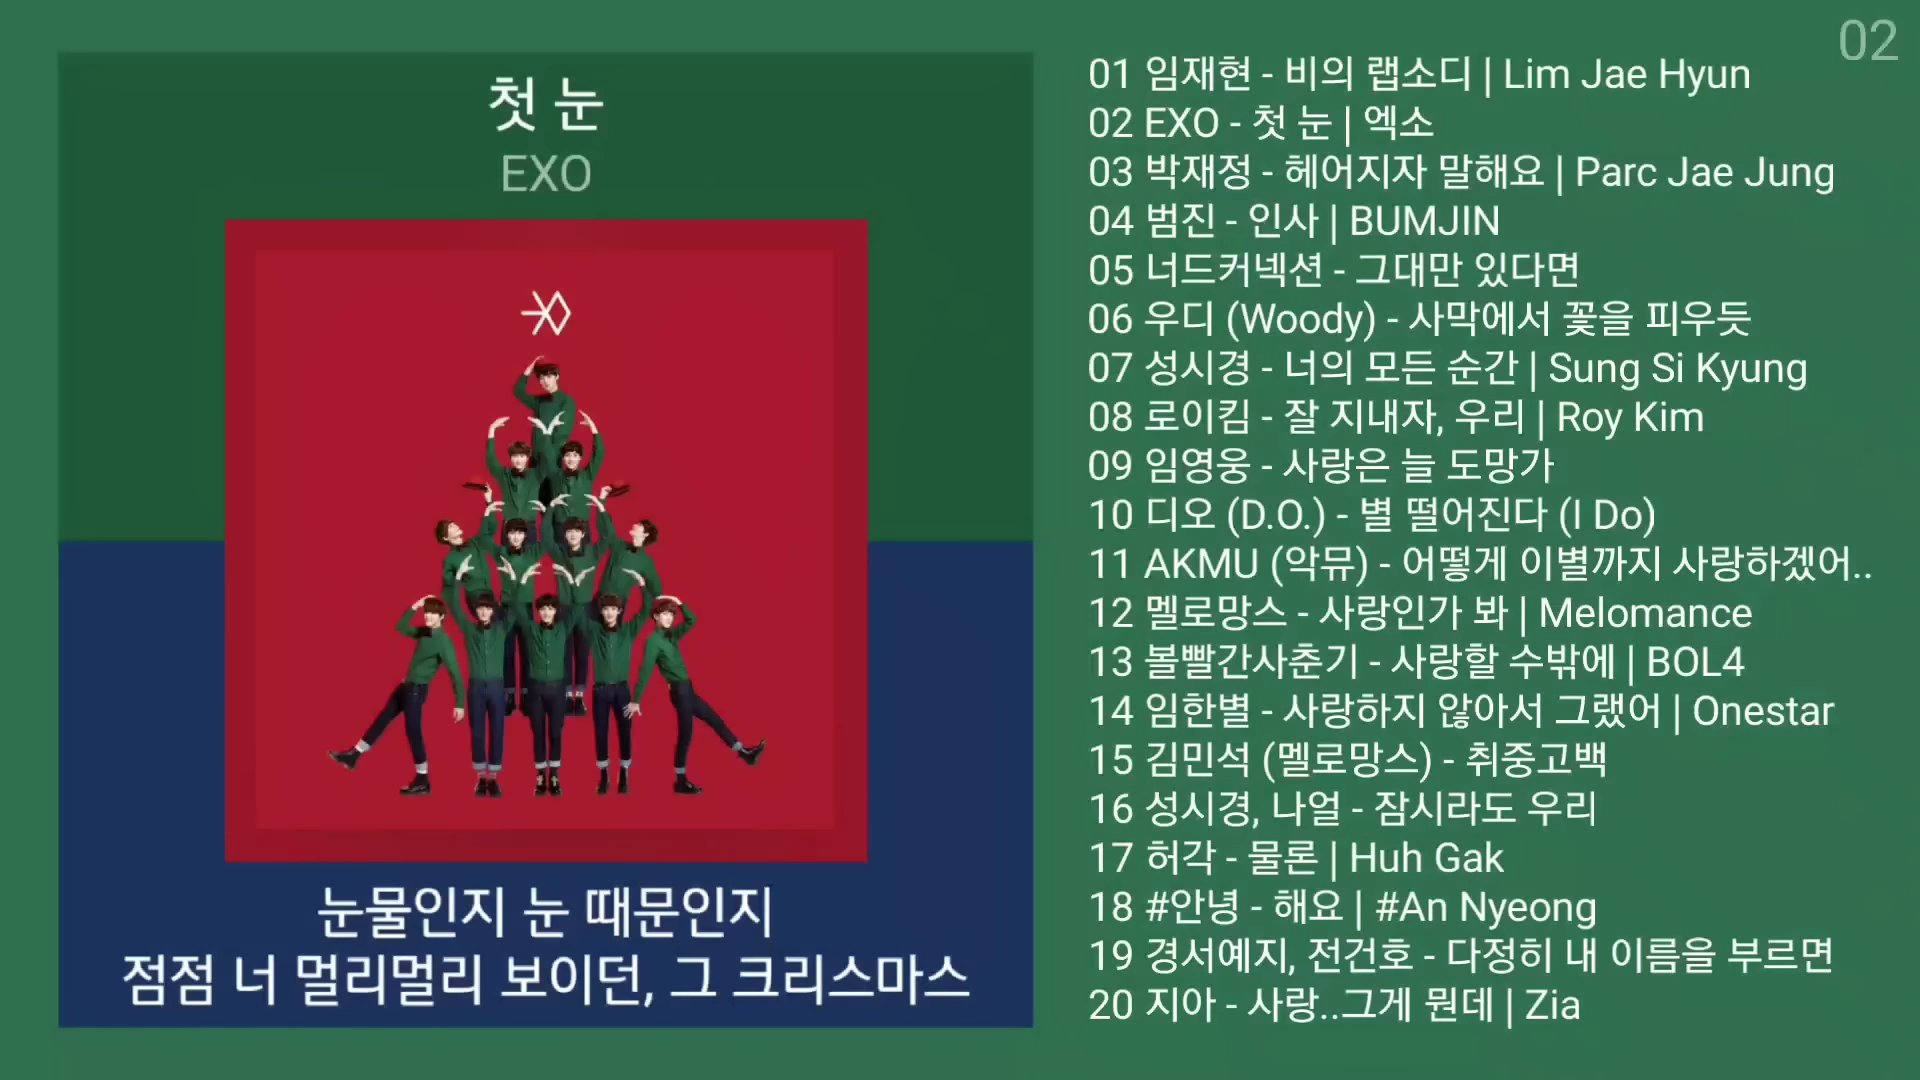 첫 눈
EXO
눈물인지 눈 때문인지
점점 너 멀리멀리 보이던, 그 크리스마스
02
01 임재현 - 비의 랩소디 | Lim Jae Hyun
02 EXO - 첫 눈 | 엑소
03 박재정 - 헤어지자 말해요 | Parc Jae Jung
04 범진 - 인사 | BUMJIN
05 너드커넥션 - 그대만 있다면
06 우디 (Woody) - 사막에서 꽃을 피우듯
07 성시경 - 너의 모든 순간 | Sung Si Kyung
08 로이킴 - 잘 지내자, 우리 | Roy Kim
09 임영웅 - 사랑은 늘 도망가
10 디오 (D.O.) - 별 떨어진다 (I Do)
11 AKMU (악뮤) - 어떻게 이별까지 사랑하겠어..
12 멜로망스 - 사랑인가 봐 | Melomance
13 볼빨간사춘기 - 사랑할 수밖에 | BOL4
14 임한별 - 사랑하지 않아서 그랬어 | Onestar
15 김민석 (멜로망스) - 취중고백
16 성시경, 나얼 - 잠시라도 우리
17 허각 - 물론 | Huh Gak
18 #안녕 - 해요 | #An Nyeong
19 경서예지, 전건호 - 다정히 내 이름을 부르면
20 지아 - 사랑..그게 뭔데 | Zia